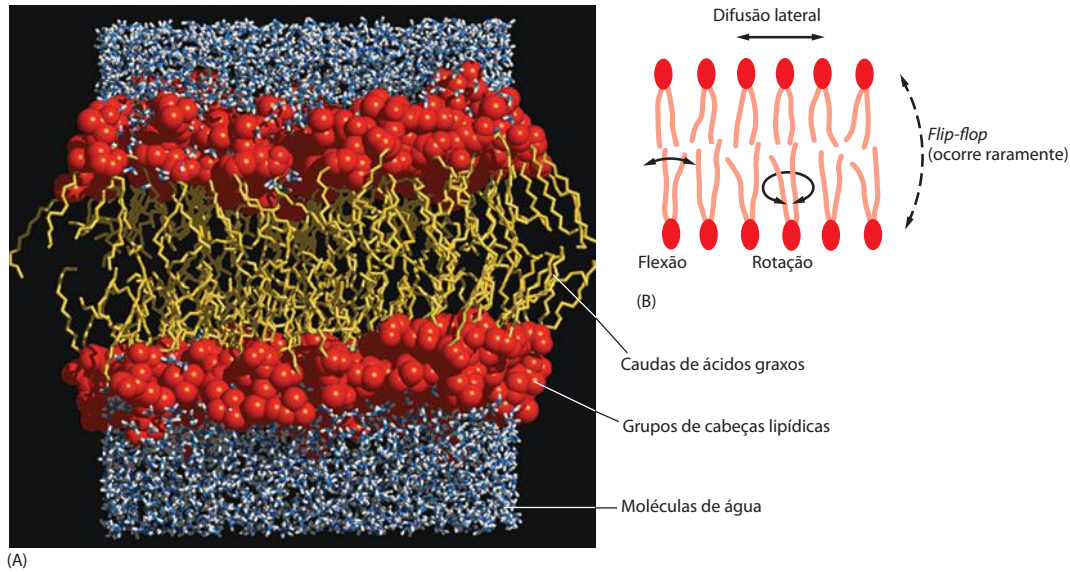 Difusão lateral
Flip-flop
(ocorre raramente)
Flexão
Rotação
(B)
Caudas de ácidos graxos
Grupos de cabeças lipídicas
Moléculas de água
(A)